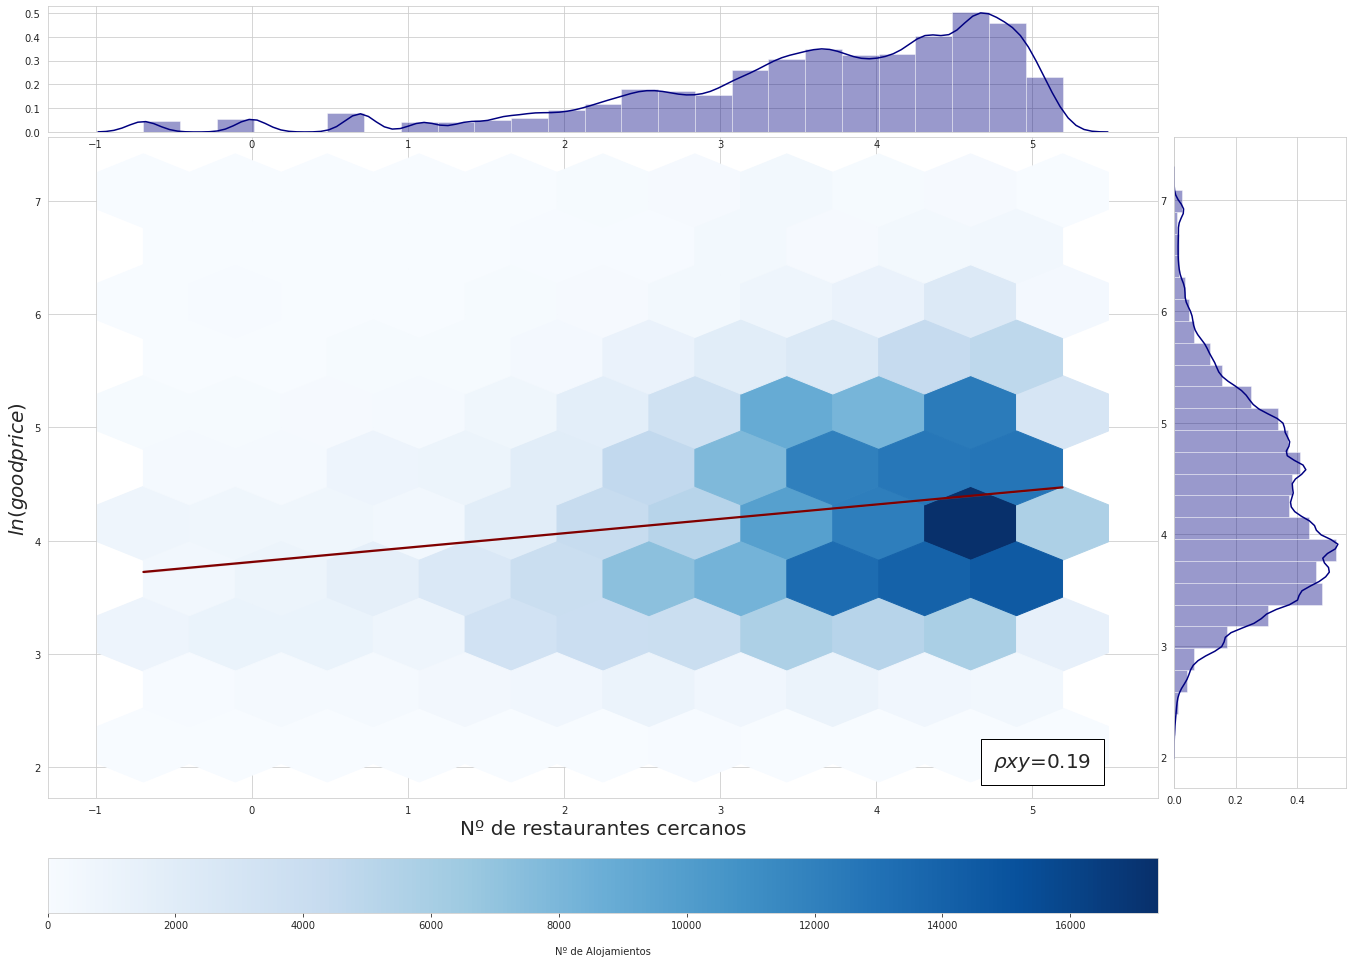 0.5
0.4
0.3
0.2
0.1
0.0
−1 0 1 2 3 4 5
7
6
5
4
3
2
ln(goodprice)
ρxy=0.19
−1 0 1 2 3 4 5
Nº de restaurantes cercanos
7
6
5
4
3
2
0.0 0.2 0.4
0 2000 4000 6000 8000 10000 12000 14000 16000
Nº de Alojamientos